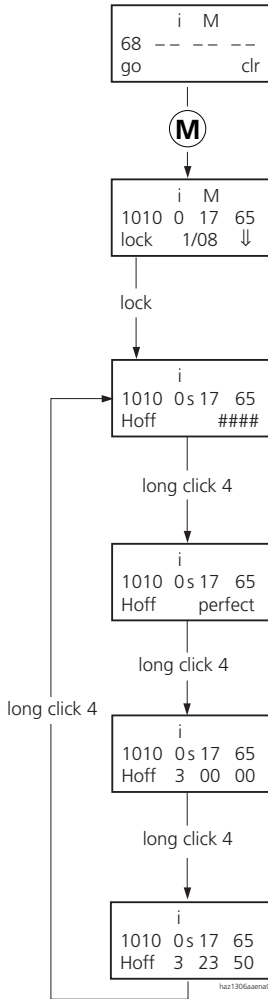 i M
68 -- -- -- --
go clr
M
i M
1010 0 17 65
lock 1/08 ⇓
lock
i
1010 0s 17 65
Hoff ####
long click 4
i
1010 0s 17 65
Hoff perfect
long click 4
long click 4
i
1010 0s 17 65
Hoff 3 00 00
long click 4
i
1010 0s 17 65
Hoff 3 23 50